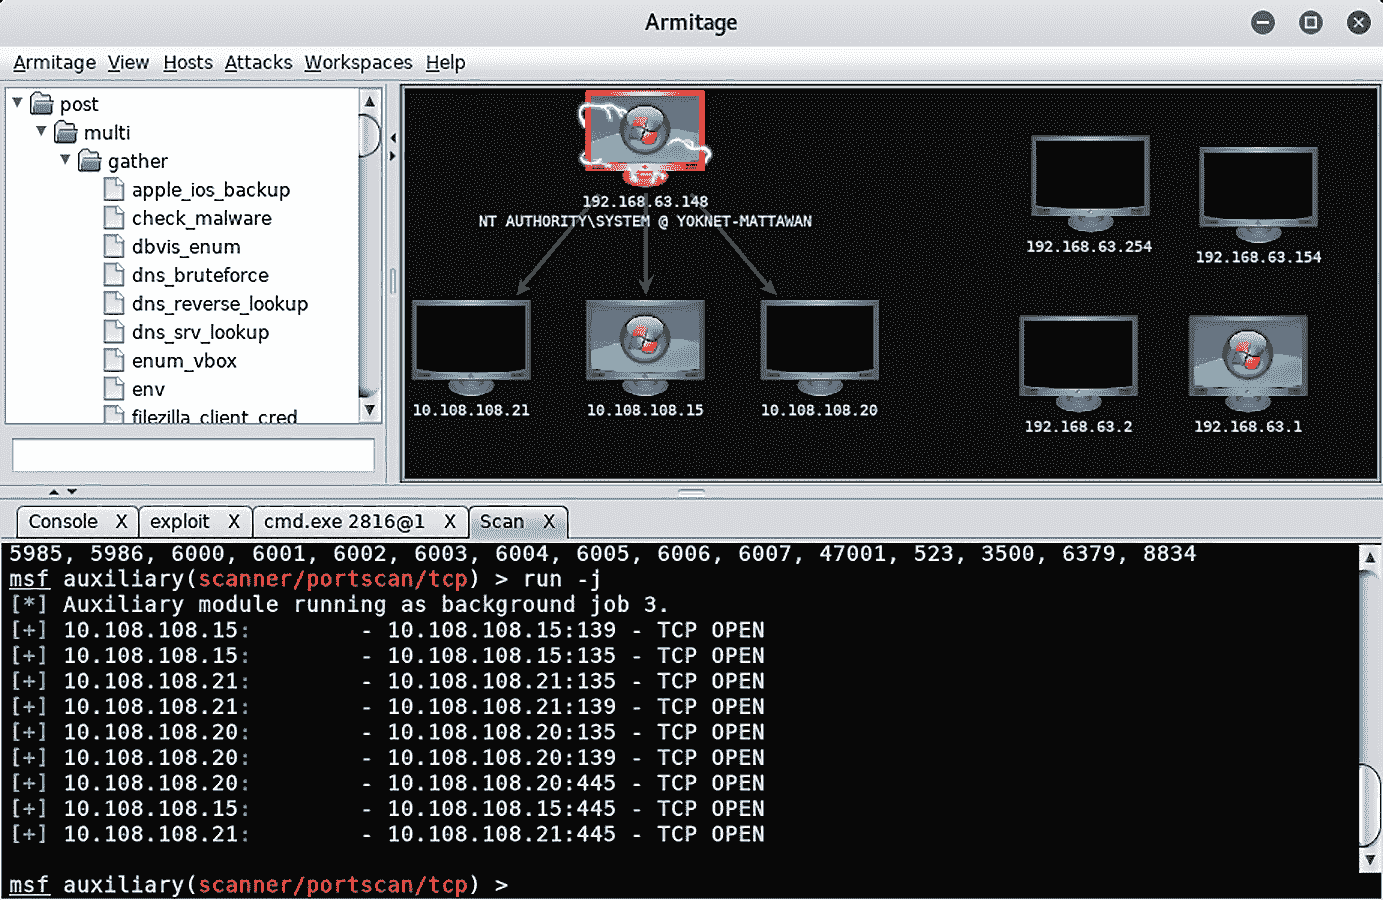 Armitage
Armitage View Hosts Attacks Workspaces Help
post
multi
gather
apple_ios_backup
check_malware
dbvis_enum
dns_bruteforce
dns_reverse_lookup
dns_srv_lookup
enum_vbox
env
filezilla_client_cred
192.168.63.148
NT AUTHORITY\SYSTEM @ YOKNET-MATTAWAN
192.168.63.254
192.168.63.154
10.108.108.21
10.108.108.15
10.108.108.20
192.168.63.2
192.168.63.1
Console X exploit X cmd.exe 2816@1 X Scan X
5985, 5986, 6000, 6001, 6002, 6003, 6004, 6005, 6006, 6007, 47001, 523, 3500, 6379, 8834
msf auxiliary(scanner/portscan/tcp) > run -j
[*] Auxiliary module running as background job 3.
[+] 10.108.108.15: - 10.108.108.15:139 - TCP OPEN
[+] 10.108.108.15: - 10.108.108.15:135 - TCP OPEN
[+] 10.108.108.21: - 10.108.108.21:135 - TCP OPEN
[+] 10.108.108.21: - 10.108.108.21:139 - TCP OPEN
[+] 10.108.108.20: - 10.108.108.20:135 - TCP OPEN
[+] 10.108.108.20: - 10.108.108.20:139 - TCP OPEN
[+] 10.108.108.20: - 10.108.108.20:445 - TCP OPEN
[+] 10.108.108.15: - 10.108.108.15:445 - TCP OPEN
[+] 10.108.108.21: - 10.108.108.21:445 - TCP OPEN
msf auxiliary(scanner/portscan/tcp) >